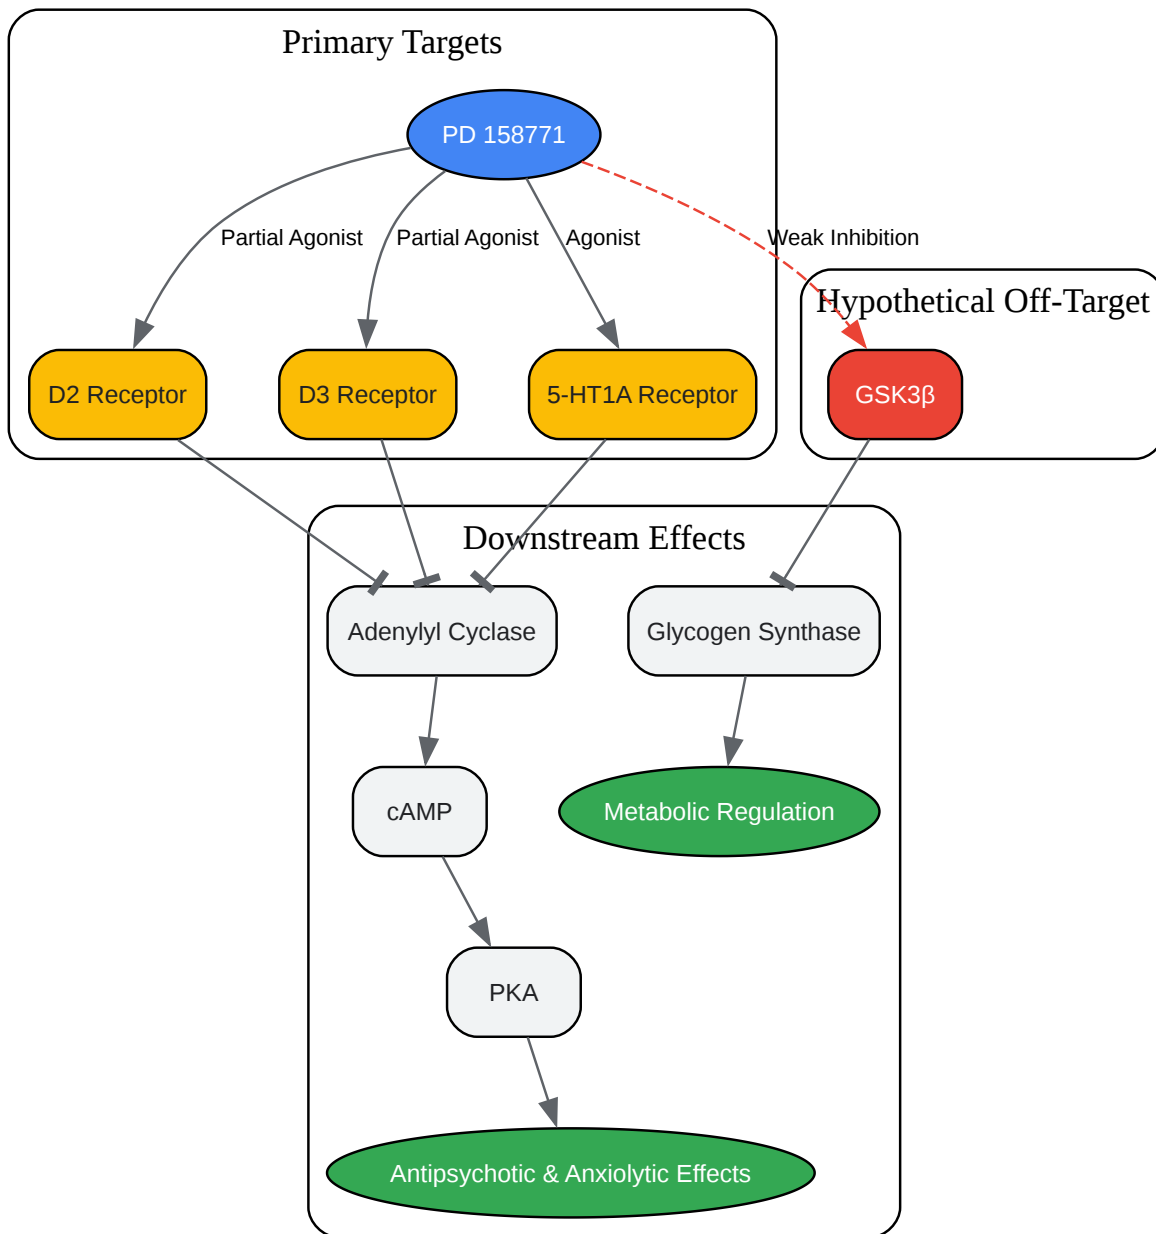 Primary Targets
PD 158771
Partial Agonist
Partial Agonist
Agonist
Weak Inhibition
Hypothetical Off-Target
D2 Receptor
D3 Receptor
5-HT1A Receptor
GSK3β
Downstream Effects
Adenylyl Cyclase
Glycogen Synthase
cAMP
Metabolic Regulation
PKA
Antipsychotic & Anxiolytic Effects